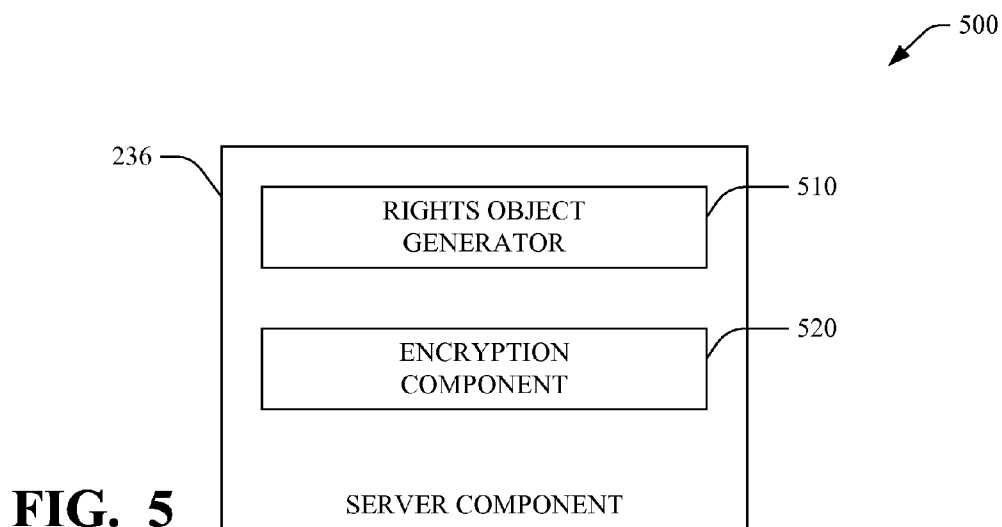 500
236
510
RIGHTS OBJECT
GENERATOR
520
ENCRYPTION
COMPONENT
SERVER COMPONENT
FIG. 5